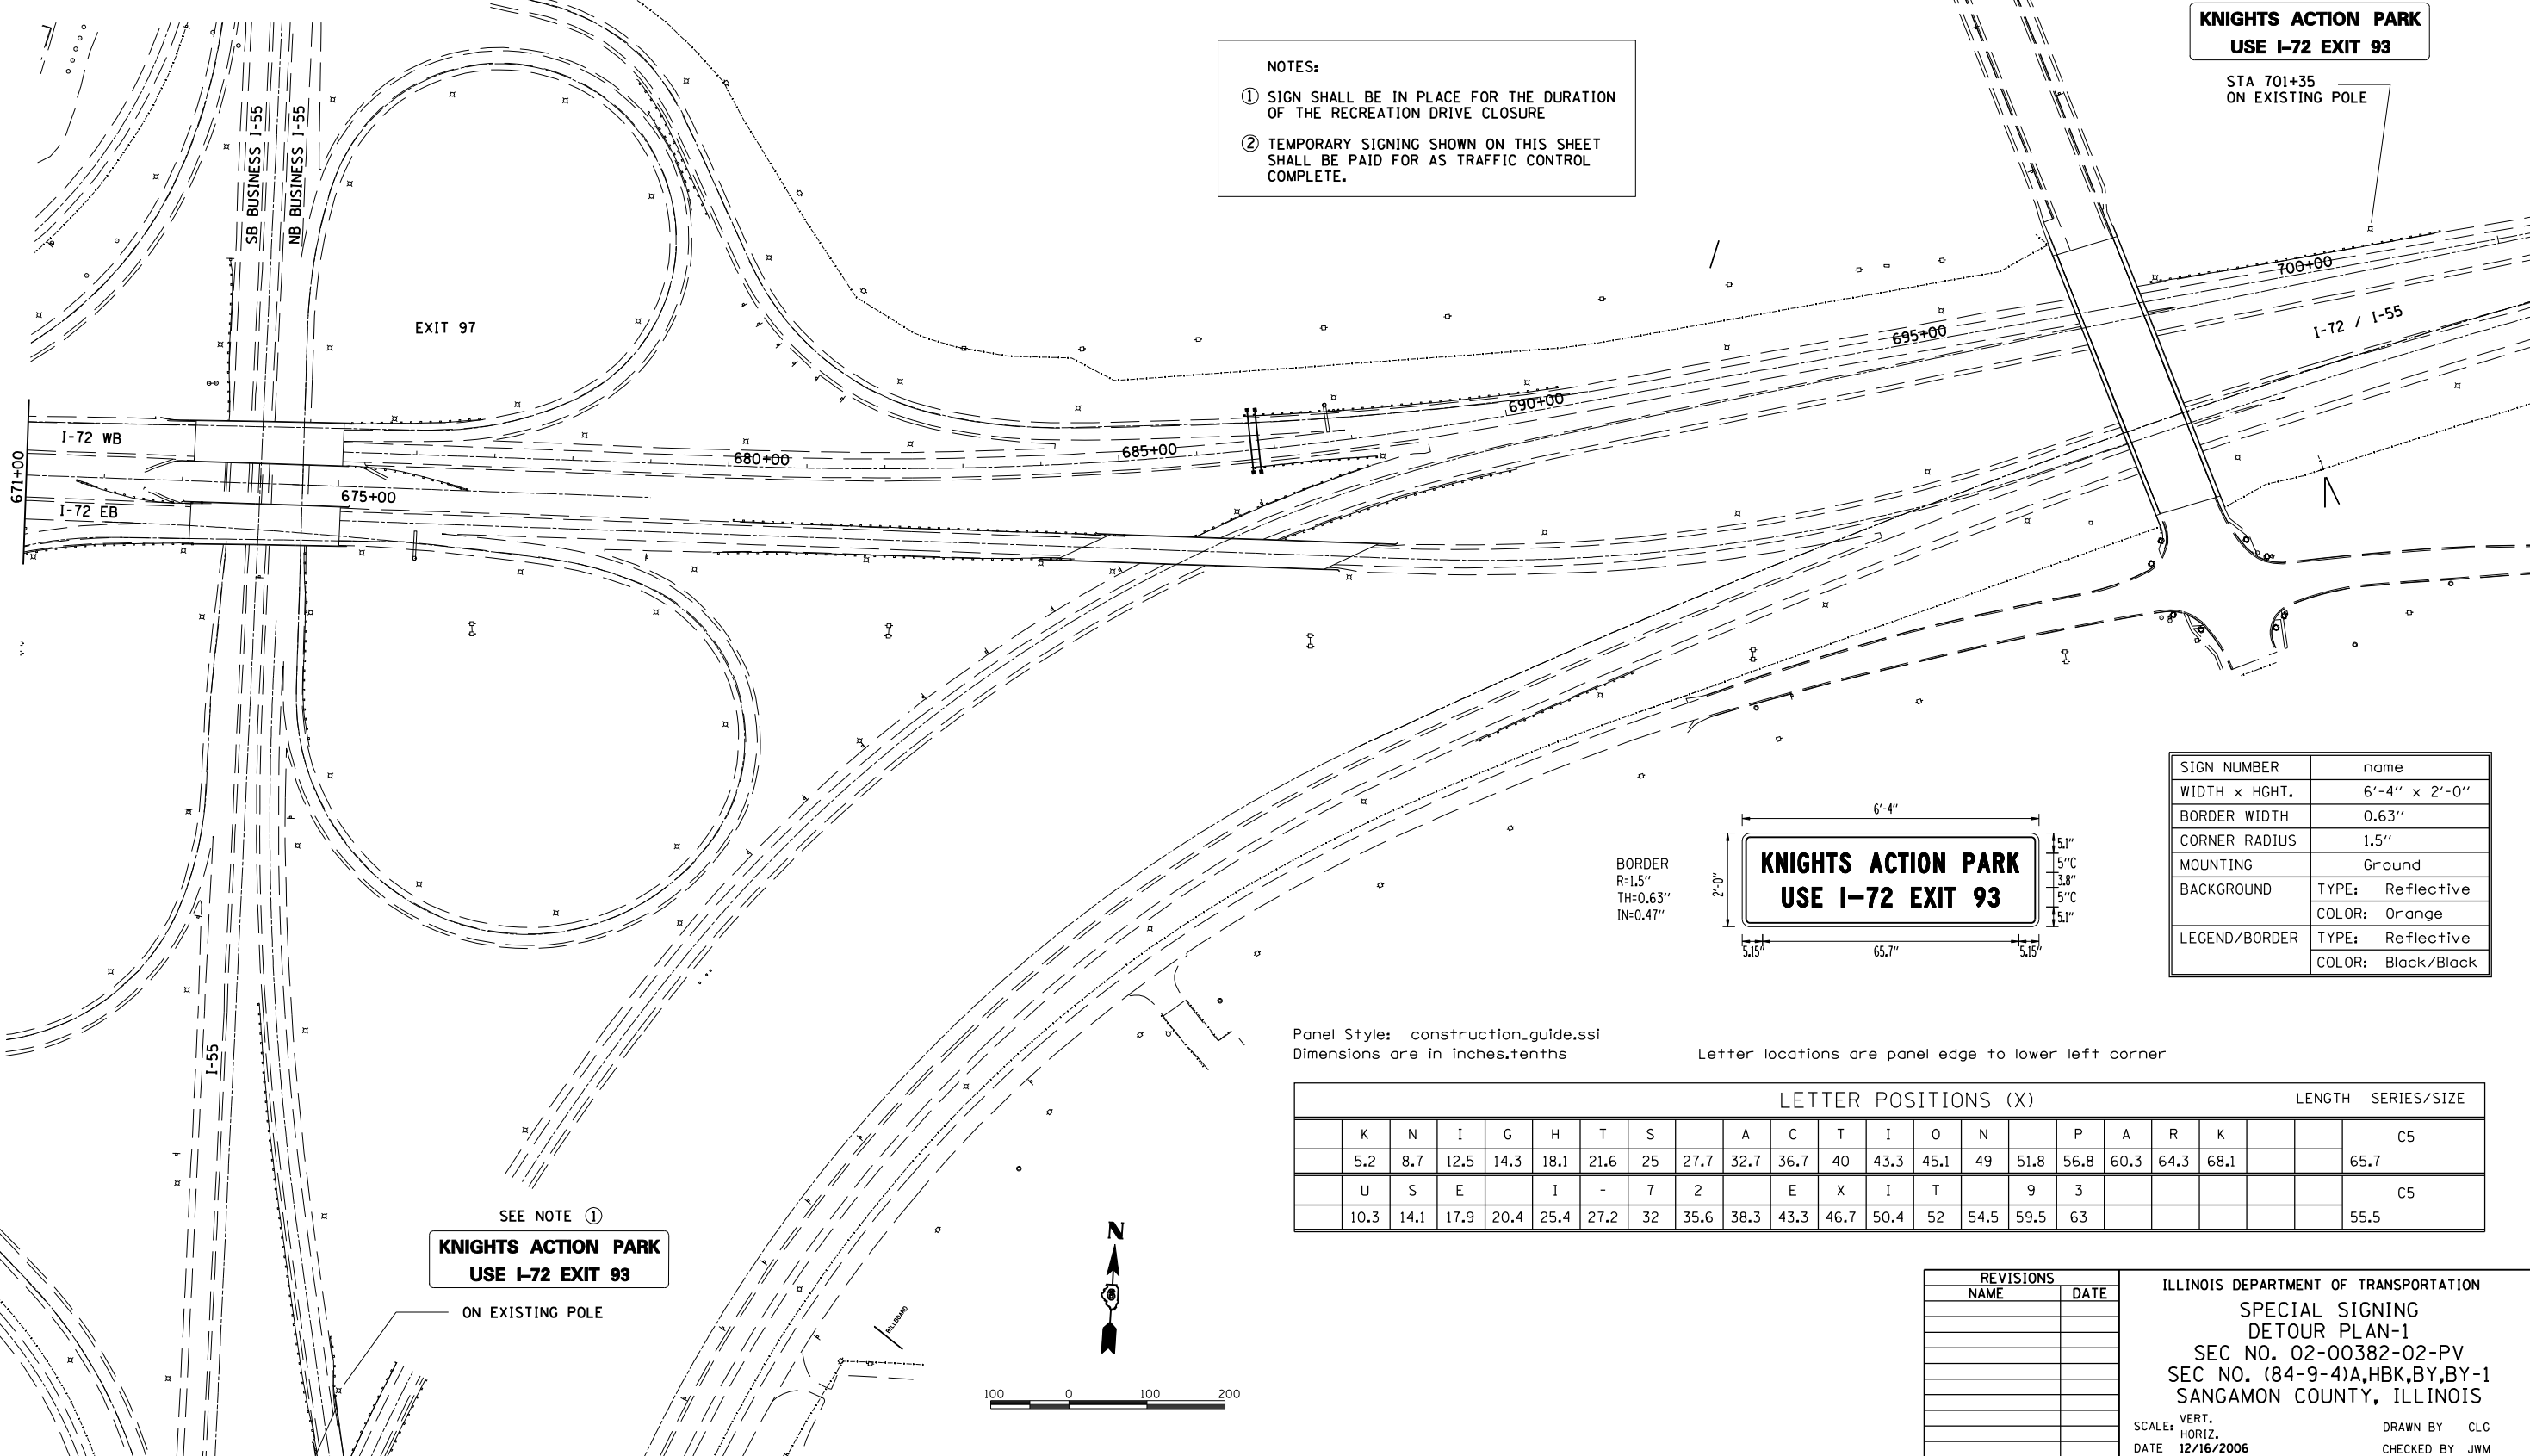 KNIGHTS ACTION PARK
USE I-72 EXIT 93
STA 701+35
ON EXISTING POLE
NOTES:
① SIGN SHALL BE IN PLACE FOR THE DURATION
OF THE RECREATION DRIVE CLOSURE
② TEMPORARY SIGNING SHOWN ON THIS SHEET
SHALL BE PAID FOR AS TRAFFIC CONTROL
COMPLETE.
SB BUSINESS I-55
NB BUSINESS I-55
EXIT 97
700+00
I-72 / I-55
695+00
690+00
685+00
680+00
675+00
671+00
I-72 WB
I-72 EB
I-55
SEE NOTE ①
KNIGHTS ACTION PARK
USE I-72 EXIT 93
ON EXISTING POLE
BILLBOARD
N
6
100 0 100 200
6'-4"
2'-0"
BORDER
R=1.5"
TH=0.63"
IN=0.47"
KNIGHTS ACTION PARK
USE I-72 EXIT 93
5.1"
5"C
3.8"
5"C
5.1"
5.15" 65.7" 5.15"
SIGN NUMBER name
WIDTH x HGHT. 6'-4" x 2'-0"
BORDER WIDTH 0.63"
CORNER RADIUS 1.5"
MOUNTING Ground
BACKGROUND TYPE: Reflective
COLOR: Orange
LEGEND/BORDER TYPE: Reflective
COLOR: Black/Black
Panel Style: construction_guide.ssi
Dimensions are in inches.tenths Letter locations are panel edge to lower left corner
LETTER POSITIONS (X) LENGTH SERIES/SIZE
K N I G H T S A C T I O N P A R K C5
5.2 8.7 12.5 14.3 18.1 21.6 25 27.7 32.7 36.7 40 43.3 45.1 49 51.8 56.8 60.3 64.3 68.1 65.7
U S E I - 7 2 E X I T 9 3 C5
10.3 14.1 17.9 20.4 25.4 27.2 32 35.6 38.3 43.3 46.7 50.4 52 54.5 59.5 63 55.5
REVISIONS
NAME DATE
ILLINOIS DEPARTMENT OF TRANSPORTATION
SPECIAL SIGNING
DETOUR PLAN-1
SEC NO. 02-00382-02-PV
SEC NO. (84-9-4)A,HBK,BY,BY-1
SANGAMON COUNTY, ILLINOIS
SCALE: VERT.
HORIZ.
DATE 12/16/2006
DRAWN BY CLG
CHECKED BY JWM